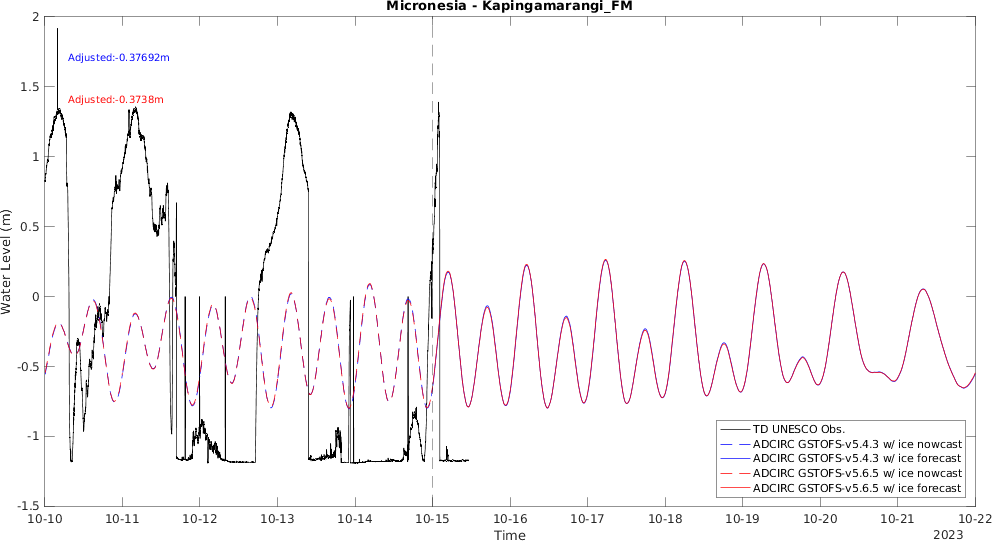 Micronesia - Kapingamarangi_FM
Adjusted:-0.37692m
Adjusted:-0.3738m
Water Level (m)
2
1.5
1
0.5
0
-0.5
-1
-1.5
10-10 10-11 10-12 10-13 10-14 10-15 10-16 10-17 10-18 10-19 10-20 10-21 10-22
Time
2023
TD UNESCO Obs.
ADCIRC GSTOFS-v5.4.3 w/ ice nowcast
ADCIRC GSTOFS-v5.4.3 w/ ice forecast
ADCIRC GSTOFS-v5.6.5 w/ ice nowcast
ADCIRC GSTOFS-v5.6.5 w/ ice forecast